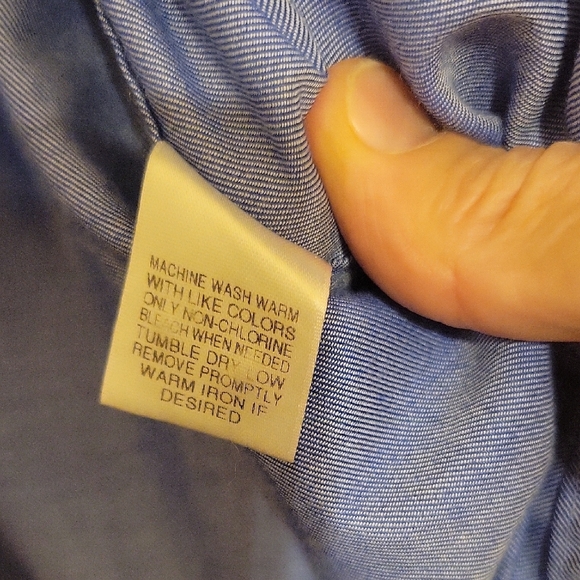 MACHINE WASH WARM
WITH LIKE COLORS
ONLY NON-CHLORINE
BLEACH WHEN NEEDED
TUMBLE DRY LOW
REMOVE PROMPTLY
WARM IRON IF
DESIRED